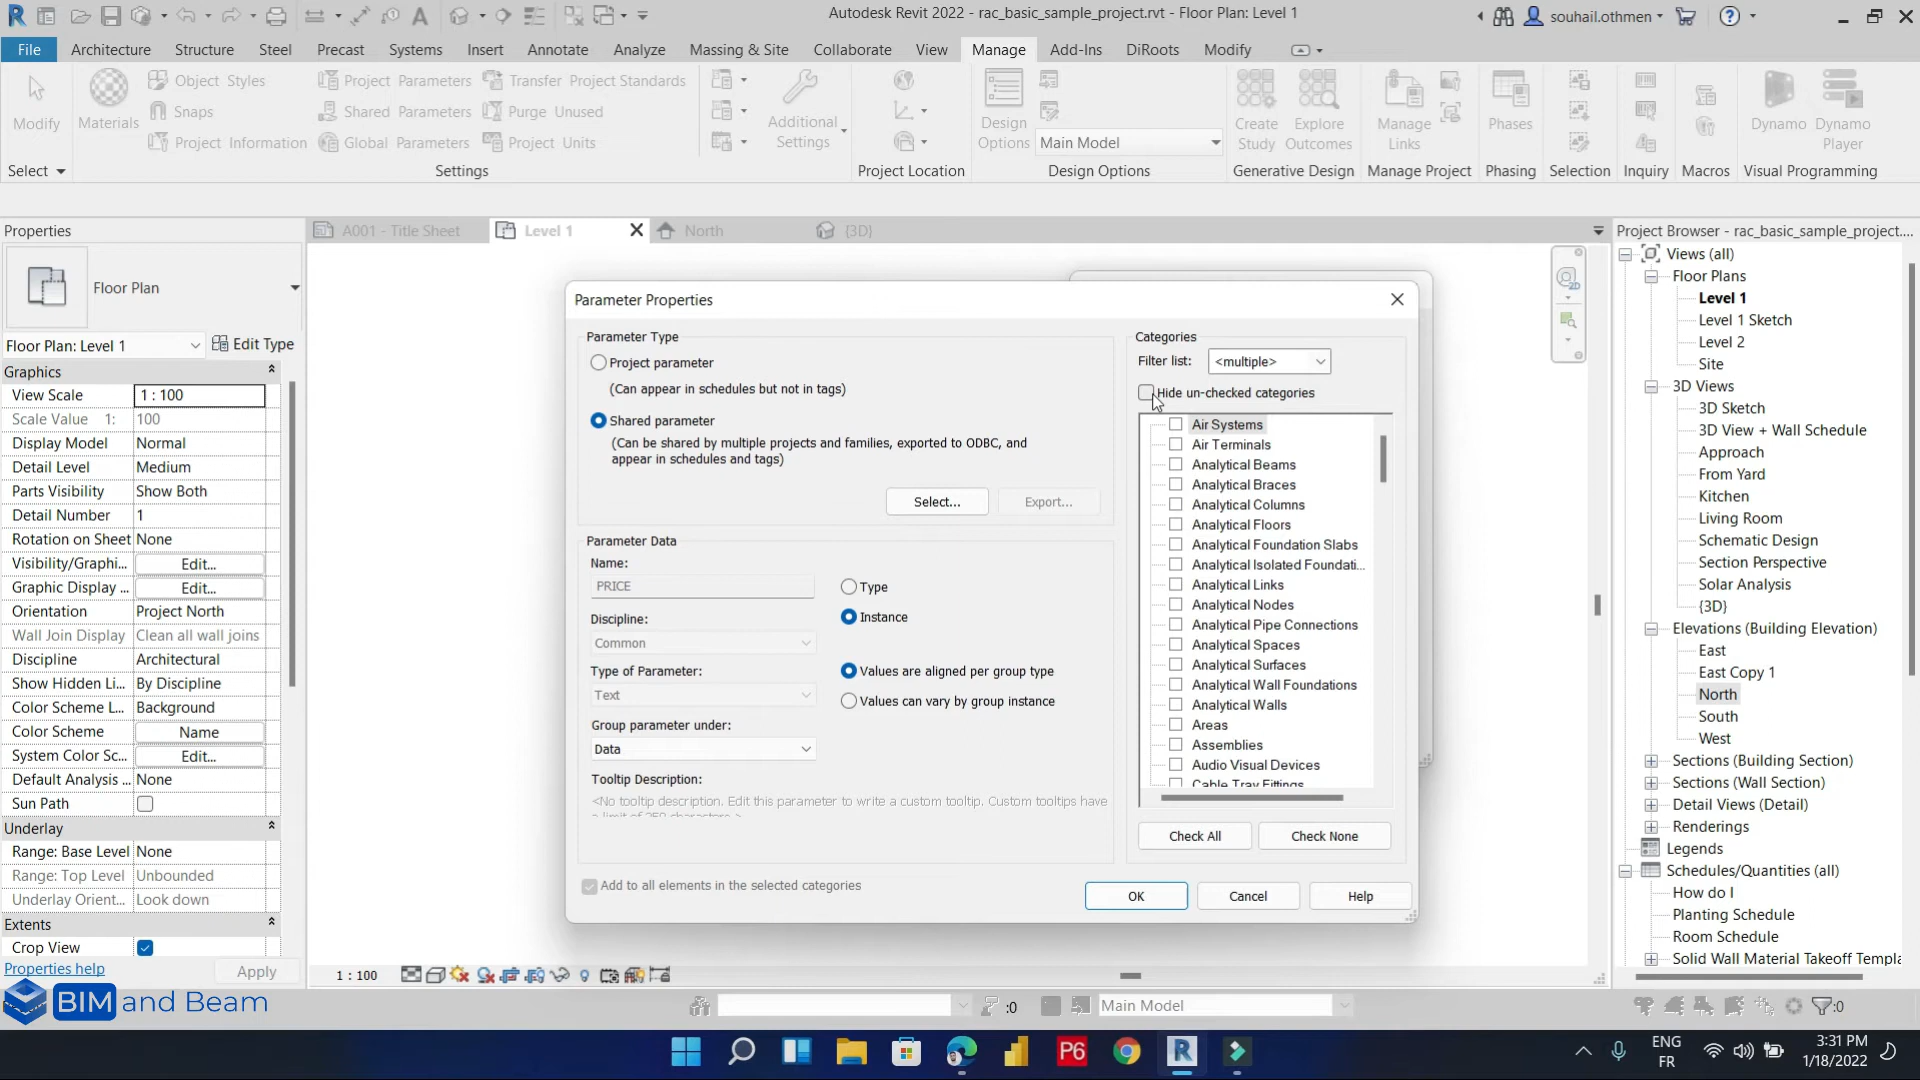 Autodesk Revit 2022 - rac_basic_sample_project.rvt - Floor Plan: Level 1
souhail.othmen
File Architecture Structure Steel Precast Systems Insert Annotate Analyze Massing & Site Collaborate View Manage Add-Ins DiRoots Modify
Modify
Materials
Object Styles
Snaps
Project Information
Project Parameters
Shared Parameters
Global Parameters
Transfer Project Standards
Purge Unused
Project Units
Additional
Settings
Design
Options
Main Model
Create
Study
Explore
Outcomes
Manage
Links
Phases
Dynamo
Dynamo
Player
Select Settings Project Location Design Options Generative Design Manage Project Phasing Selection Inquiry Macros Visual Programming
Properties
Floor Plan
Floor Plan: Level 1 Edit Type
Graphics
View Scale 1 : 100
Scale Value 1: 100
Display Model Normal
Detail Level Medium
Parts Visibility Show Both
Detail Number 1
Rotation on Sheet None
Visibility/Graphi... Edit...
Graphic Display ... Edit...
Orientation Project North
Wall Join Display Clean all wall joins
Discipline Architectural
Show Hidden Li... By Discipline
Color Scheme L... Background
Color Scheme Name
System Color Sc... Edit...
Default Analysis ... None
Sun Path
Underlay
Range: Base Level None
Range: Top Level Unbounded
Underlay Orient... Look down
Extents
Crop View
Properties help Apply
BIM and Beam
A001 - Title Sheet Level 1 North {3D}
Parameter Properties
Parameter Type
Project parameter
(Can appear in schedules but not in tags)
Shared parameter
(Can be shared by multiple projects and families, exported to ODBC, and
appear in schedules and tags)
Select... Export...
Parameter Data
Name:
PRICE
Discipline:
Common
Type of Parameter:
Text
Group parameter under:
Data
Type
Instance
Values are aligned per group type
Values can vary by group instance
Tooltip Description:
<No tooltip description. Edit this parameter to write a custom tooltip. Custom tooltips have
a limit of 250 characters.>
Add to all elements in the selected categories
Categories
Filter list: <multiple>
Hide un-checked categories
Air Systems
Air Terminals
Analytical Beams
Analytical Braces
Analytical Columns
Analytical Floors
Analytical Foundation Slabs
Analytical Isolated Foundati...
Analytical Links
Analytical Nodes
Analytical Pipe Connections
Analytical Spaces
Analytical Surfaces
Analytical Wall Foundations
Analytical Walls
Areas
Assemblies
Audio Visual Devices
Cable Tray Fittings
Check All Check None
OK Cancel Help
2D
Project Browser - rac_basic_sample_project....
Views (all)
Floor Plans
Level 1
Level 1 Sketch
Level 2
Site
3D Views
3D Sketch
3D View + Wall Schedule
Approach
From Yard
Kitchen
Living Room
Schematic Design
Section Perspective
Solar Analysis
{3D}
Elevations (Building Elevation)
East
East Copy 1
North
South
West
Sections (Building Section)
Sections (Wall Section)
Detail Views (Detail)
Renderings
Legends
Schedules/Quantities (all)
How do I
Planting Schedule
Room Schedule
Solid Wall Material Takeoff Templa
1 : 100
:0 Main Model :0
P6 R
ENG
FR
3:31 PM
1/18/2022